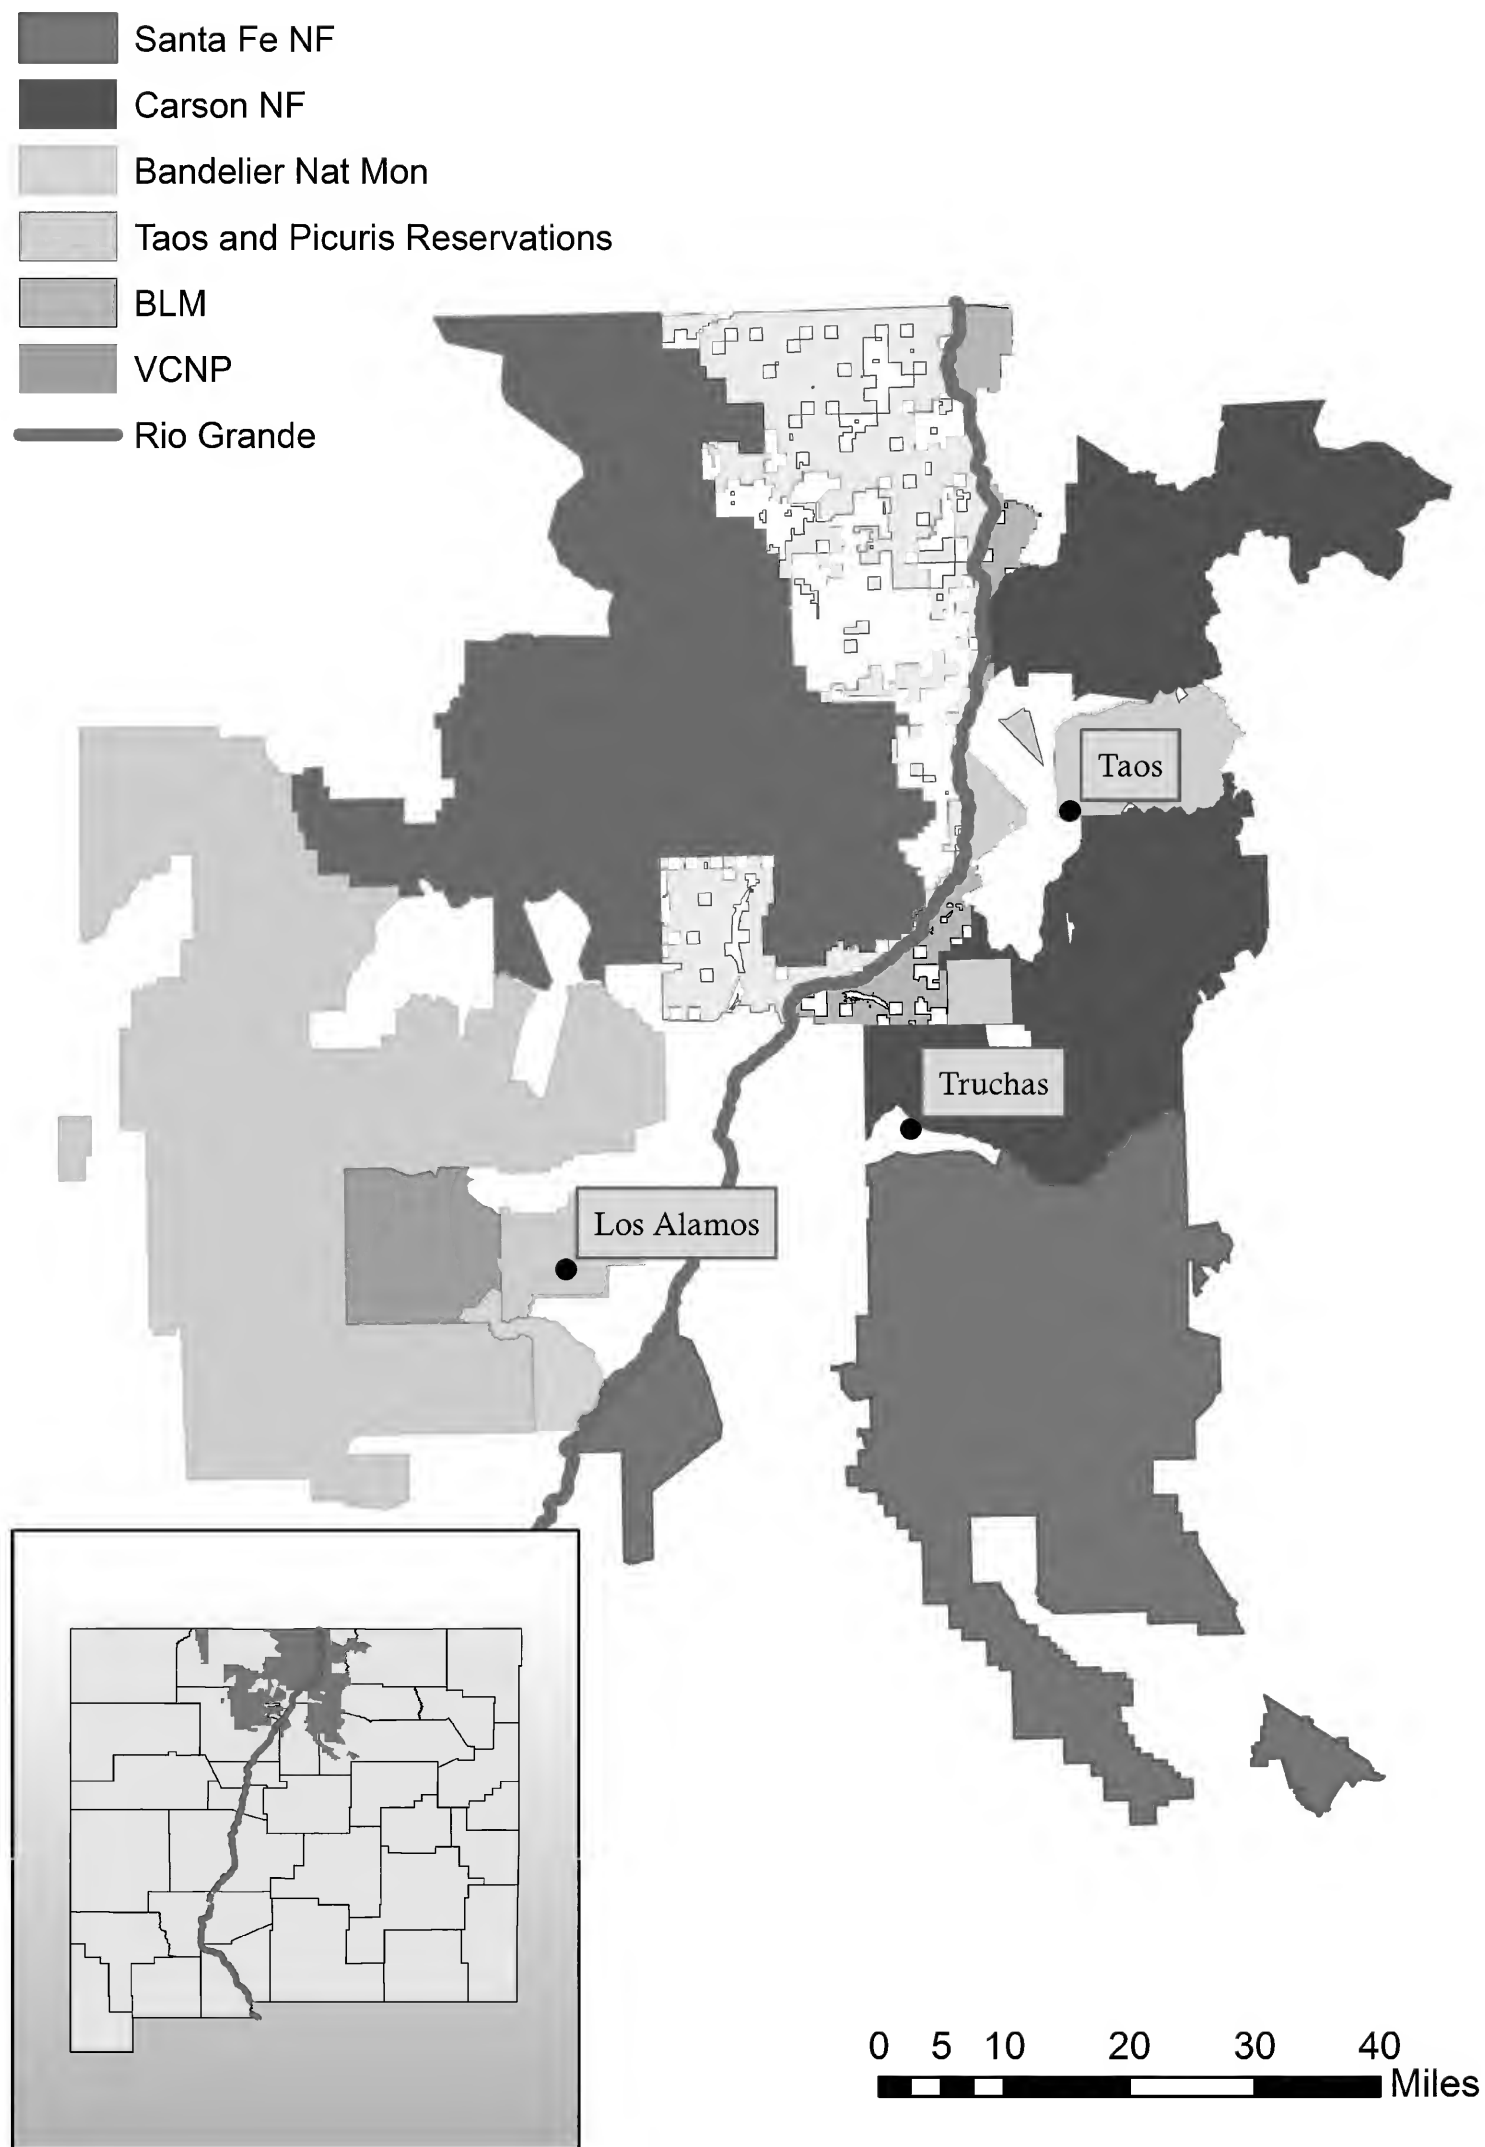 Santa Fe NF
Carson NF
Bandelier Nat Mon
Taos and Picuris Reservations
BLM
VCNP
Rio Grande
Taos
Truchas
Los Alamos
0 5 10 20 30 40
Miles